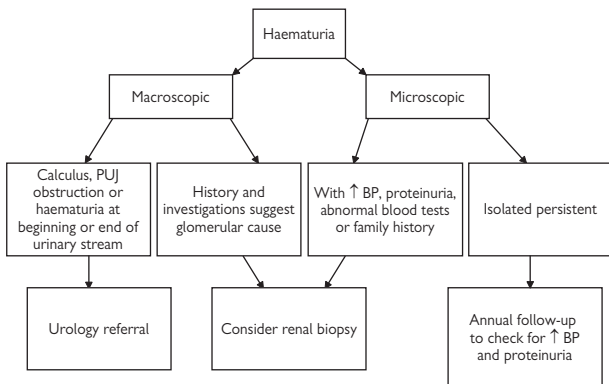 Haematuria
Macroscopic
Microscopic
Calculus, PUJ
obstruction or
haematuria at
beginning or end of
urinary stream
History and
investigations suggest
glomerular cause
With ↑ BP, proteinuria,
abnormal blood tests
or family history
Isolated persistent
Urology referral
Consider renal biopsy
Annual follow-up
to check for ↑ BP
and proteinuria